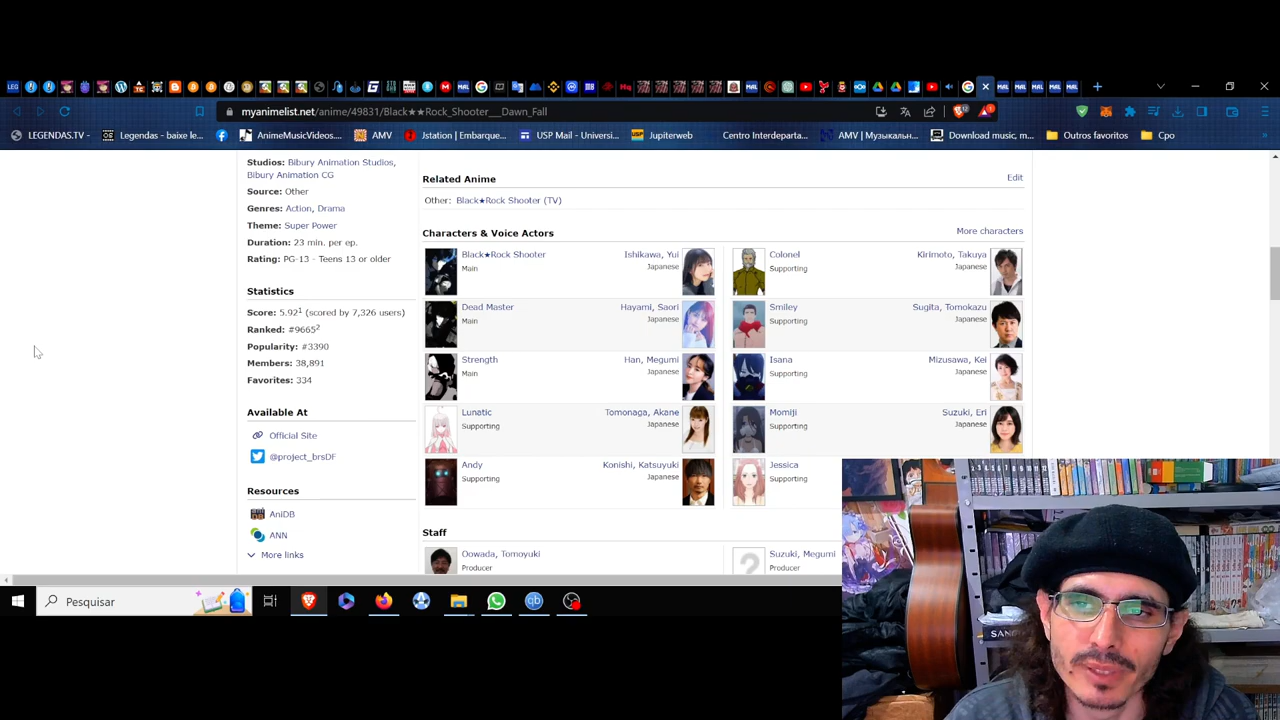 myanimelist.net/anime/49831/Black★★Rock_Shooter__Dawn_Fall
LEGENDAS.TV -
Legendas - baixe le...
AnimeMusicVideos....
AMV
Jstation | Embarque...
USP Mail - Universi...
Jupiterweb
Centro Interdeparta...
AMV | Музыкальн...
Download music, m...
Outros favoritos
Cpo
Studios: Bibury Animation Studios,
Bibury Animation CG
Source: Other
Genres: Action, Drama
Theme: Super Power
Duration: 23 min. per ep.
Rating: PG-13 - Teens 13 or older
Statistics
Score: 5.92¹ (scored by 7,326 users)
Ranked: #9665²
Popularity: #3390
Members: 38,891
Favorites: 334
Available At
Official Site
@project_brsDF
Resources
AniDB
ANN
More links
Related Anime
Edit
Other: Black★Rock Shooter (TV)
Characters & Voice Actors
More characters
Black★Rock Shooter
Main
Ishikawa, Yui
Japanese
Colonel
Supporting
Kirimoto, Takuya
Japanese
Dead Master
Main
Hayami, Saori
Japanese
Smiley
Supporting
Sugita, Tomokazu
Japanese
Strength
Main
Han, Megumi
Japanese
Isana
Supporting
Mizusawa, Kei
Japanese
Lunatic
Supporting
Tomonaga, Akane
Japanese
Momiji
Supporting
Suzuki, Eri
Japanese
Andy
Supporting
Konishi, Katsuyuki
Japanese
Jessica
Supporting
Staff
Oowada, Tomoyuki
Producer
Suzuki, Megumi
Producer
Pesquisar